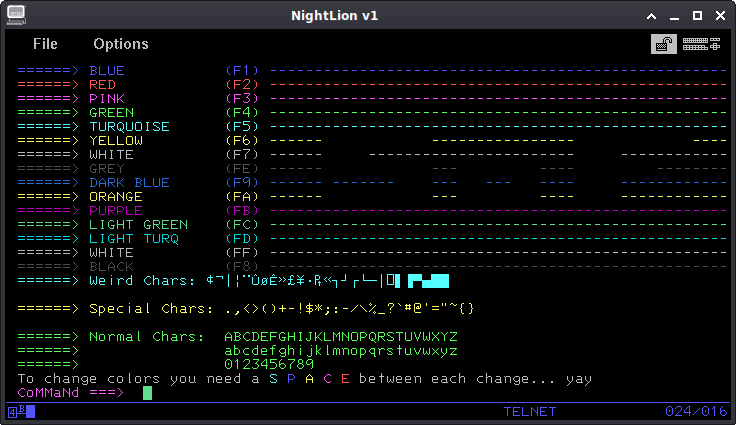 NightLion v1
File Options
======> BLUE (F1) ---------------------------------------------------
======> RED (F2) ---------------------------------------------------
======> PINK (F3) ---------------------------------------------------
======> GREEN (F4) ---------------------------------------------------
======> TURQUOISE (F5) ---------------------------------------------------
======> YELLOW (F6) ------ ---------------- ----
======> WHITE (F7) ------ ------------ ------------
======> GREY (FE) ------ --- ---
======> DARK BLUE (F9) ------ ------- --- --- ----
======> ORANGE (FA) ------ --- ----
======> PURPLE (FB) ---------------------------------------------------
======> LIGHT GREEN (FC) ---------------------------------------------------
======> LIGHT TURQ (FD) ---------------------------------------------------
======> WHITE (FF) ---------------------------------------------------
======> BLACK (F8) ---------------------------------------------------
======> Weird Chars: ¢¬|¦¨ÛøÊ»£¥·₧«┐┘┌└─│
======> Special Chars: .,<>()+-!$*;:-/\%_?`#@'="~{}
======> Normal Chars: ABCDEFGHIJKLMNOPQRSTUVWXYZ
======> abcdefghijklmnopqrstuvwxyz
======> 0123456789
To change colors you need a S P A C E between each change... yay
CoMMaNd ===>
4B TELNET 024/016